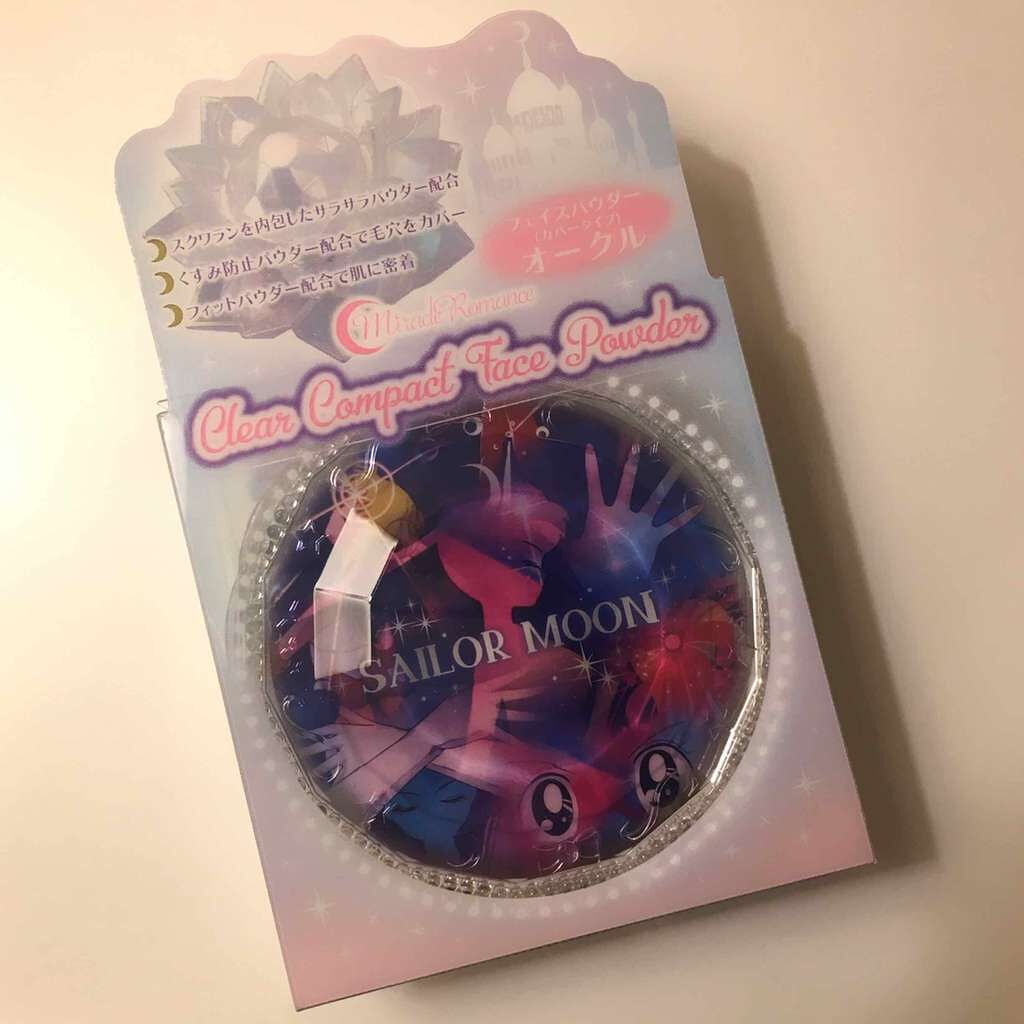 スクワランを内包したサラサラパウダー配合
くすみ防止パウダー配合で毛穴をカバー
フィットパウダー配合で肌に密着
フェイスパウダー
(カバータイプ)
オークル
Miracle Romance
Clear Compact Face Powder
SAILOR MOON